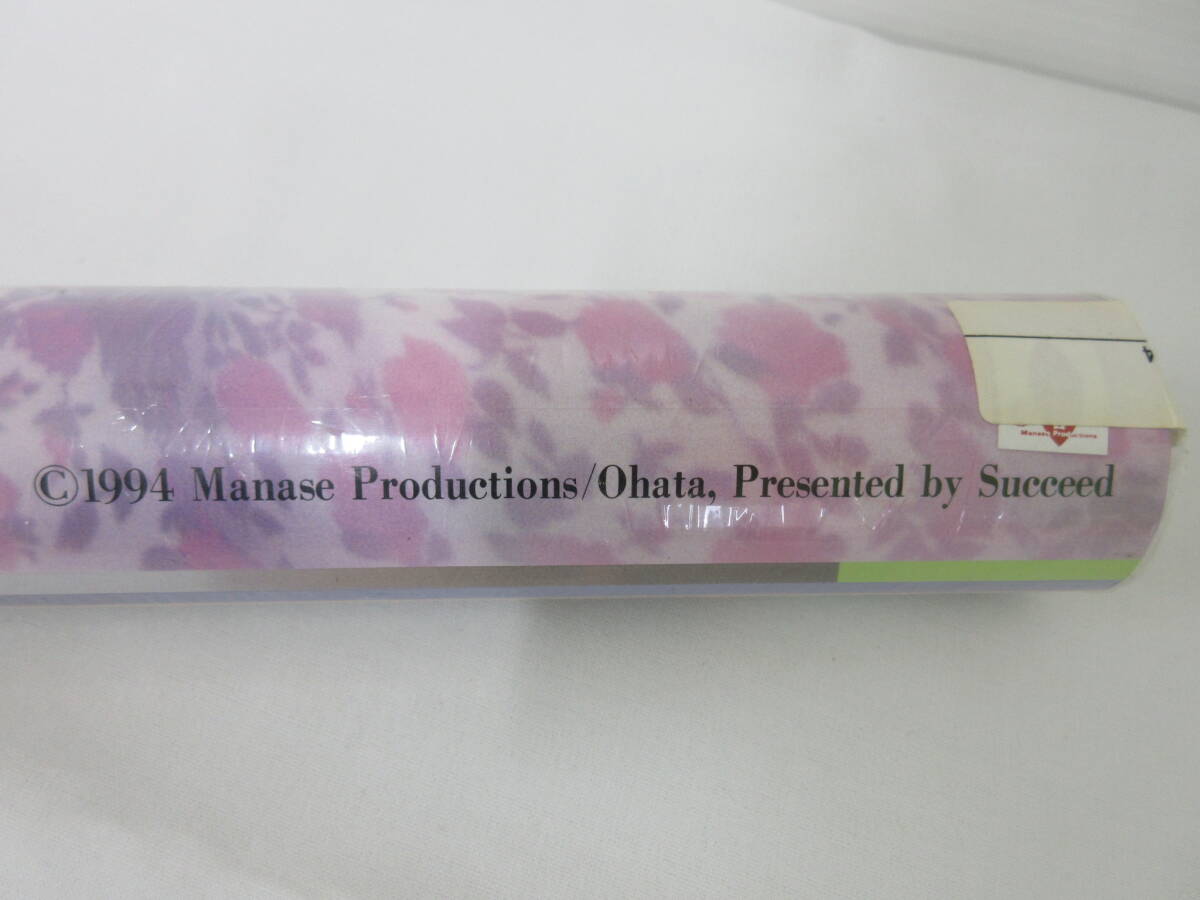 Manase Productions
©1994 Manase Productions/Ohata, Presented by Succeed